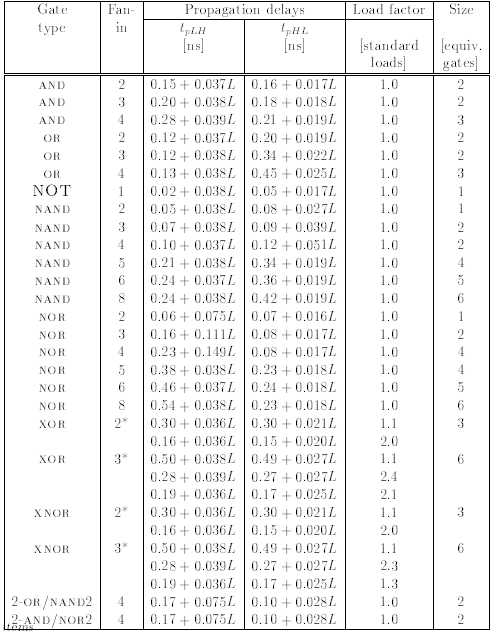 Gate Fan- Propagation delays Load factor Size
type in tpLH tpHL
[ns] [ns] [standard [equiv.
loads] gates]
AND 2 0.15 + 0.037L 0.16 + 0.017L 1.0 2
AND 3 0.20 + 0.038L 0.18 + 0.018L 1.0 2
AND 4 0.28 + 0.039L 0.21 + 0.019L 1.0 3
OR 2 0.12 + 0.037L 0.20 + 0.019L 1.0 2
OR 3 0.12 + 0.038L 0.34 + 0.022L 1.0 2
OR 4 0.13 + 0.038L 0.45 + 0.025L 1.0 3
NOT 1 0.02 + 0.038L 0.05 + 0.017L 1.0 1
NAND 2 0.05 + 0.038L 0.08 + 0.027L 1.0 1
NAND 3 0.07 + 0.038L 0.09 + 0.039L 1.0 2
NAND 4 0.10 + 0.037L 0.12 + 0.051L 1.0 2
NAND 5 0.21 + 0.038L 0.34 + 0.019L 1.0 4
NAND 6 0.24 + 0.037L 0.36 + 0.019L 1.0 5
NAND 8 0.24 + 0.038L 0.42 + 0.019L 1.0 6
NOR 2 0.06 + 0.075L 0.07 + 0.016L 1.0 1
NOR 3 0.16 + 0.111L 0.08 + 0.017L 1.0 2
NOR 4 0.23 + 0.149L 0.08 + 0.017L 1.0 4
NOR 5 0.38 + 0.038L 0.23 + 0.018L 1.0 4
NOR 6 0.46 + 0.037L 0.24 + 0.018L 1.0 5
NOR 8 0.54 + 0.038L 0.23 + 0.018L 1.0 6
XOR 2* 0.30 + 0.036L 0.30 + 0.021L 1.1 3
0.16 + 0.036L 0.15 + 0.020L 2.0
XOR 3* 0.50 + 0.038L 0.49 + 0.027L 1.1 6
0.28 + 0.039L 0.27 + 0.027L 2.4
0.19 + 0.036L 0.17 + 0.025L 2.1
XNOR 2* 0.30 + 0.036L 0.30 + 0.021L 1.1 3
0.16 + 0.036L 0.15 + 0.020L 2.0
XNOR 3* 0.50 + 0.038L 0.49 + 0.027L 1.1 6
0.28 + 0.039L 0.27 + 0.027L 2.3
0.19 + 0.036L 0.17 + 0.025L 1.3
2-OR/NAND2 4 0.17 + 0.075L 0.10 + 0.028L 1.0 2
2-AND/NOR2 4 0.17 + 0.075L 0.10 + 0.028L 1.0 2
items